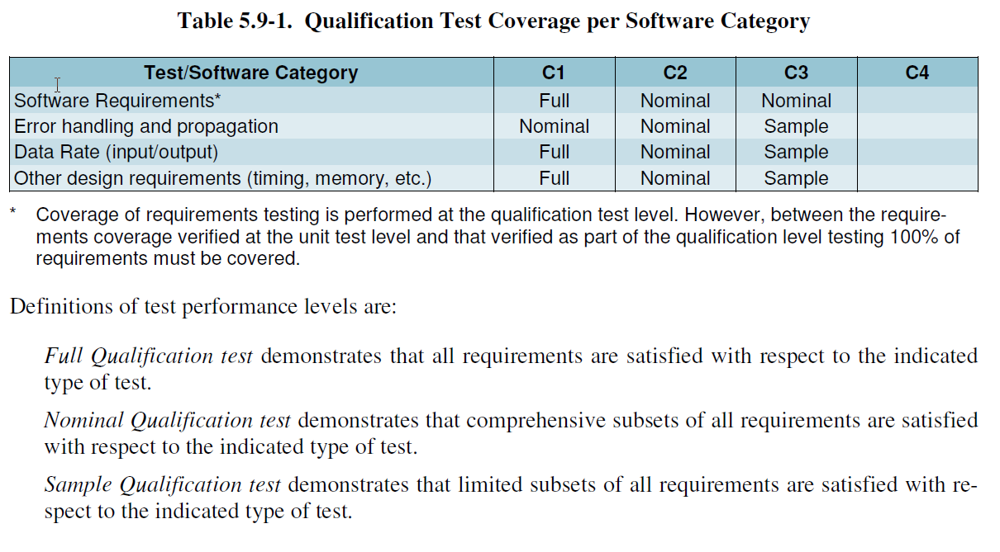 Table 5.9-1. Qualification Test Coverage per Software Category
Test/Software Category C1 C2 C3 C4
Software Requirements* Full Nominal Nominal
Error handling and propagation Nominal Nominal Sample
Data Rate (input/output) Full Nominal Sample
Other design requirements (timing, memory, etc.) Full Nominal Sample
* Coverage of requirements testing is performed at the qualification test level. However, between the require-
ments coverage verified at the unit test level and that verified as part of the qualification level testing 100% of
requirements must be covered.
Definitions of test performance levels are:
Full Qualification test demonstrates that all requirements are satisfied with respect to the indicated
type of test.
Nominal Qualification test demonstrates that comprehensive subsets of all requirements are satisfied
with respect to the indicated type of test.
Sample Qualification test demonstrates that limited subsets of all requirements are satisfied with re-
spect to the indicated type of test.